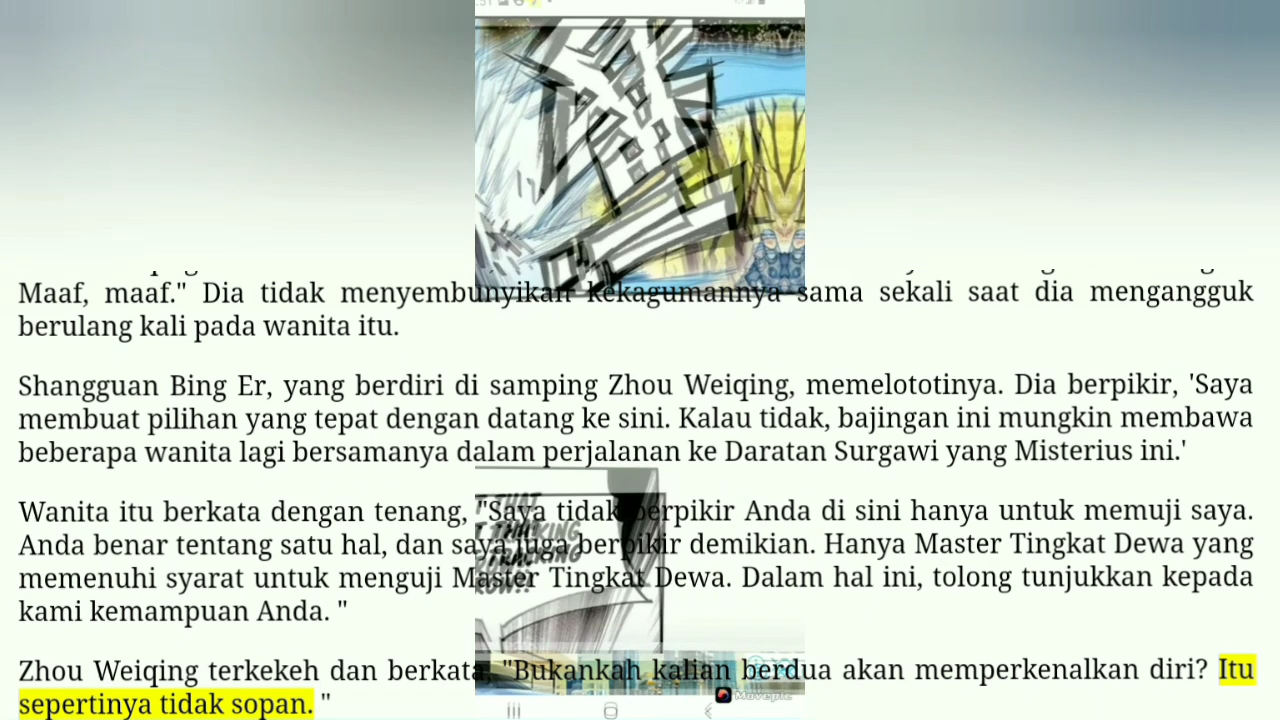 Maaf, maaf." Dia tidak menyembunyikan kekagumannya sama sekali saat dia mengangguk
berulang kali pada wanita itu.
Shangguan Bing Er, yang berdiri di samping Zhou Weiqing, memelototinya. Dia berpikir, 'Saya
membuat pilihan yang tepat dengan datang ke sini. Kalau tidak, bajingan ini mungkin membawa
beberapa wanita lagi bersamanya dalam perjalanan ke Daratan Surgawi yang Misterius ini.'
Wanita itu berkata dengan tenang, "Saya tidak berpikir Anda di sini hanya untuk memuji saya.
Anda benar tentang satu hal, dan saya juga berpikir demikian. Hanya Master Tingkat Dewa yang
memenuhi syarat untuk menguji Master Tingkat Dewa. Dalam hal ini, tolong tunjukkan kepada
kami kemampuan Anda. "
Zhou Weiqing terkekeh dan berkata, "Bukankah kalian berdua akan memperkenalkan diri? Itu
sepertinya tidak sopan. "
THAT
TRACKING
Movepic